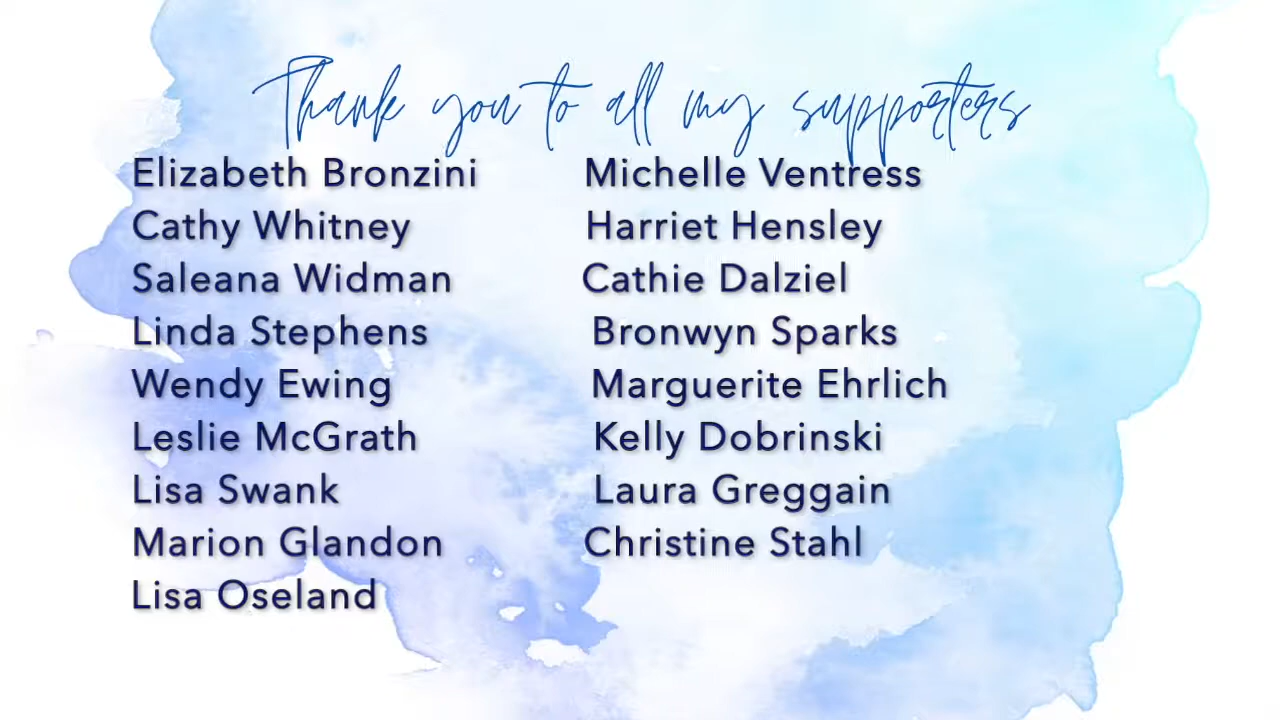 Thank you to all my supporters
Elizabeth Bronzini
Cathy Whitney
Saleana Widman
Linda Stephens
Wendy Ewing
Leslie McGrath
Lisa Swank
Marion Glandon
Lisa Oseland
Michelle Ventress
Harriet Hensley
Cathie Dalziel
Bronwyn Sparks
Marguerite Ehrlich
Kelly Dobrinski
Laura Greggain
Christine Stahl